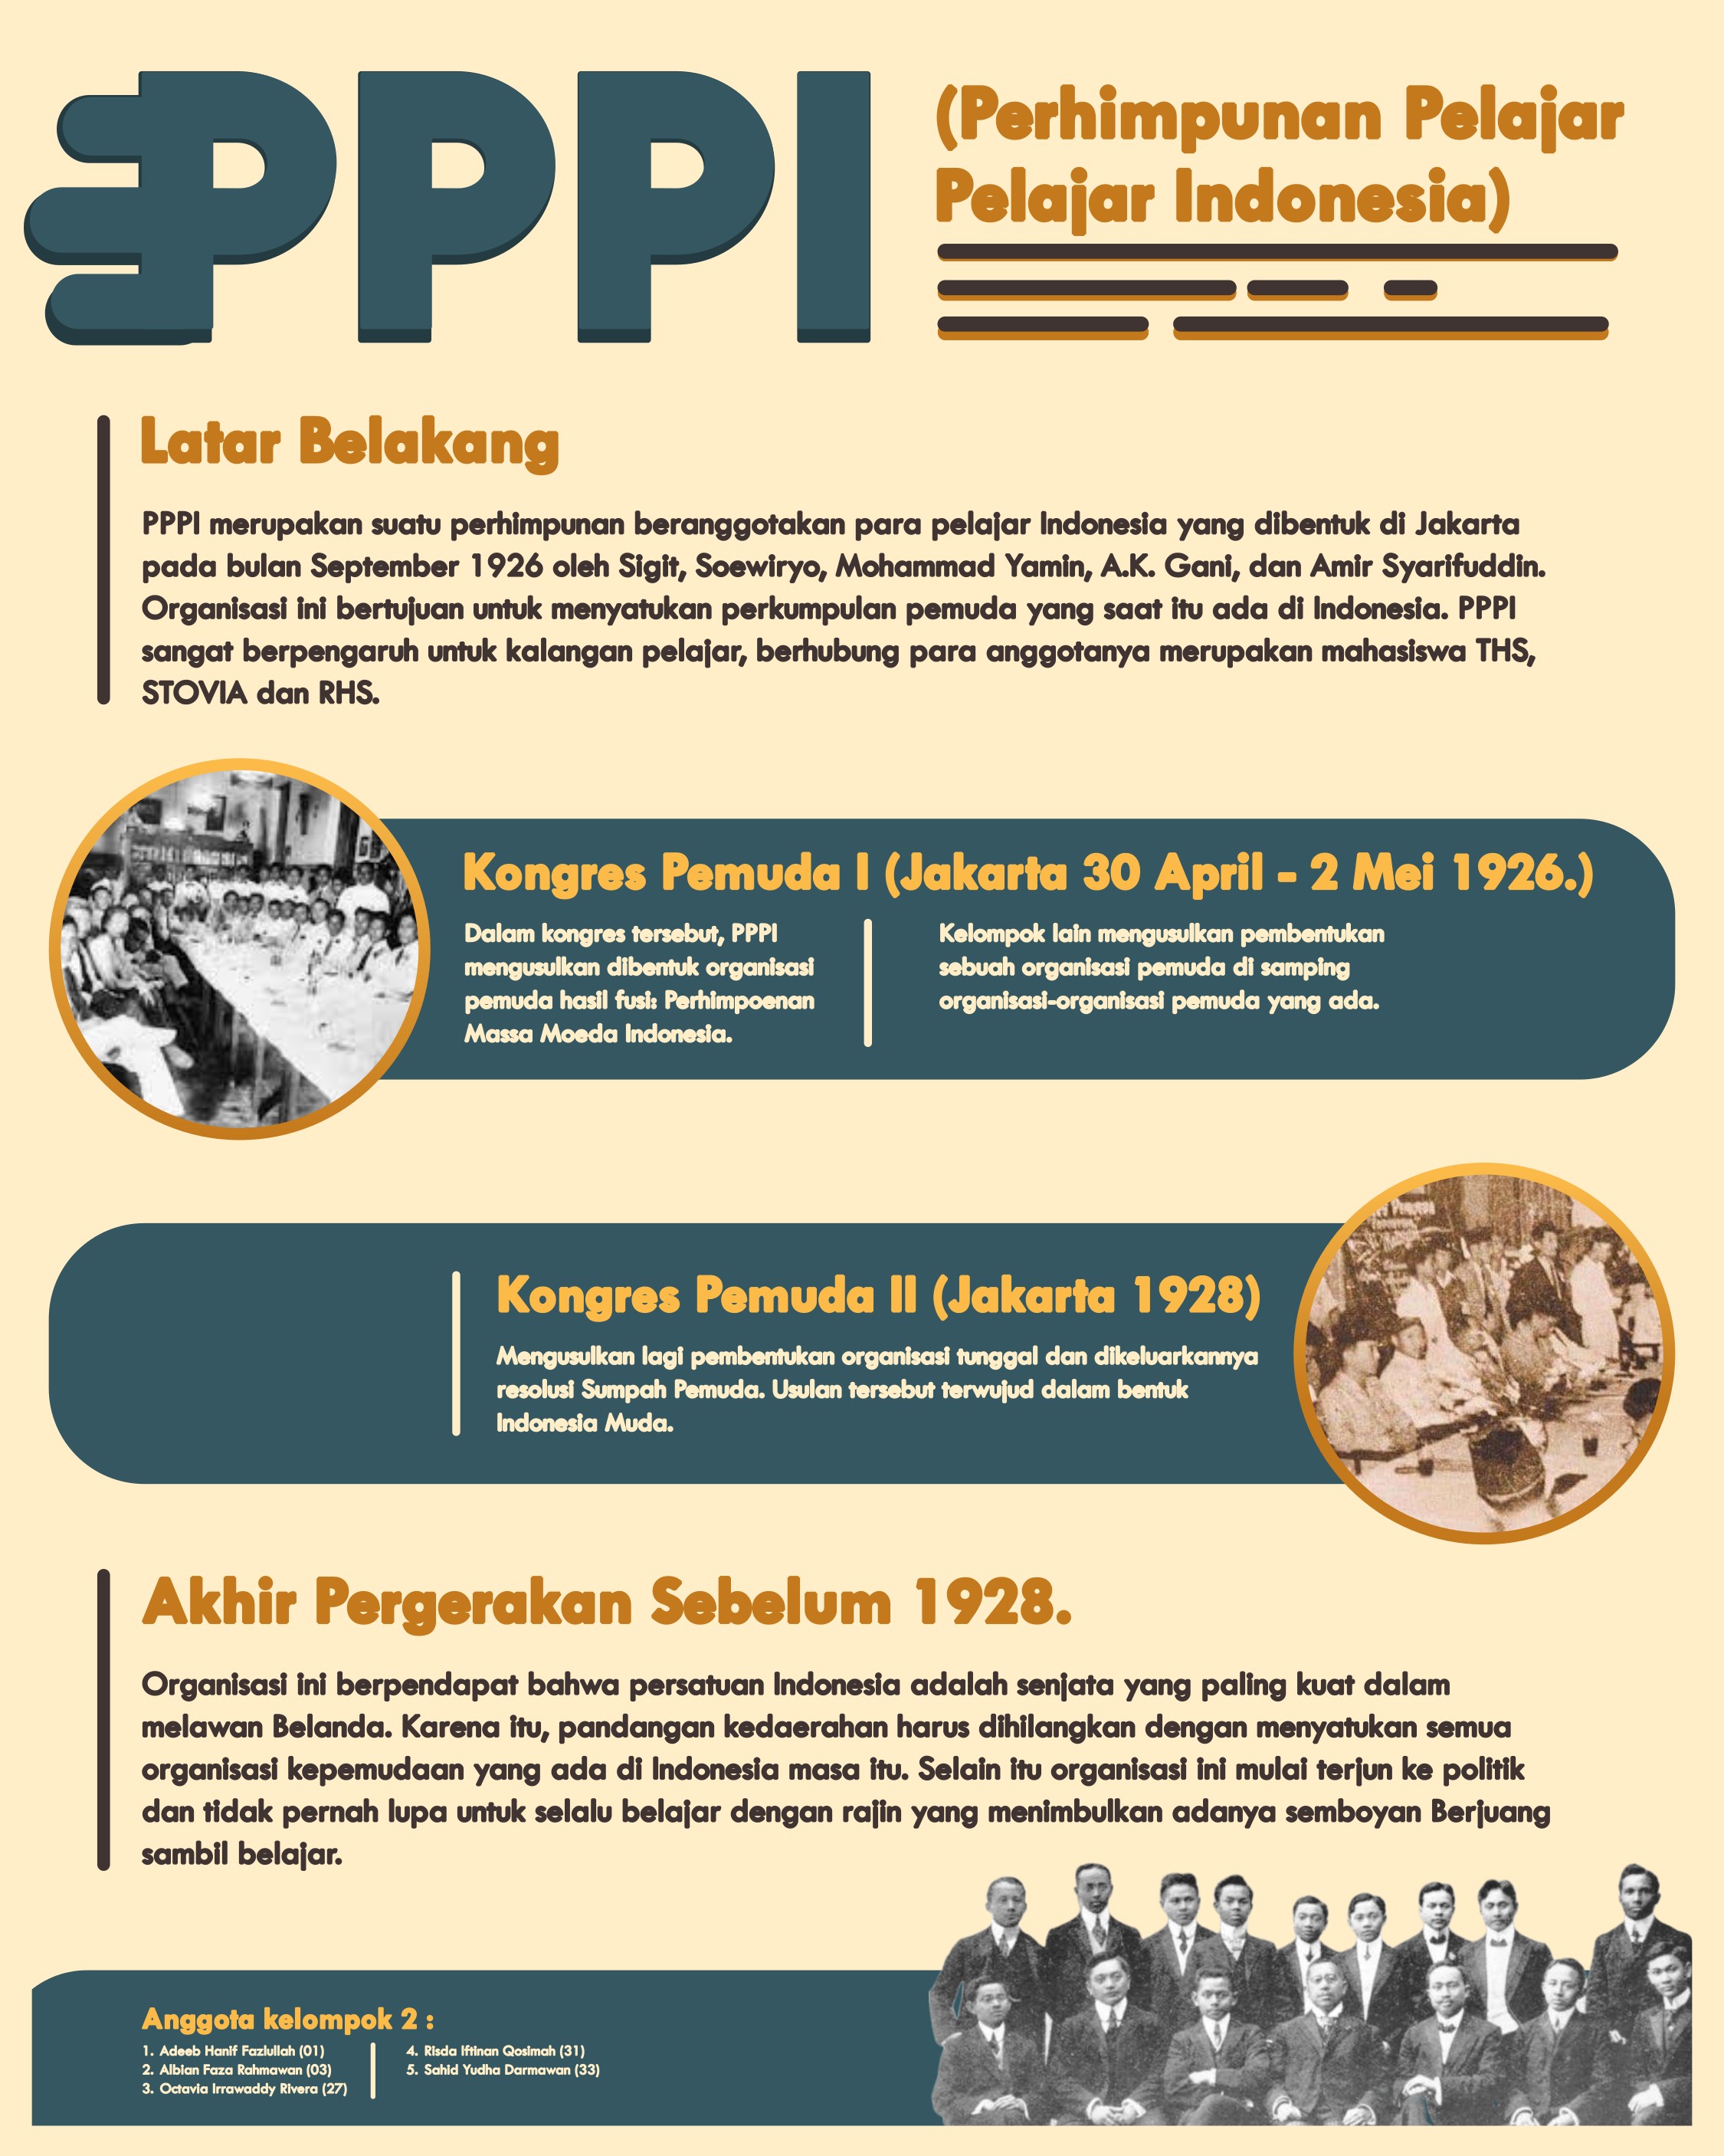 PPPI
(Perhimpunan Pelajar
Pelajar Indonesia)
Latar Belakang
PPPI merupakan suatu perhimpunan beranggotakan para pelajar Indonesia yang dibentuk di Jakarta
pada bulan September 1926 oleh Sigit, Soewiryo, Mohammad Yamin, A.K. Gani, dan Amir Syarifuddin.
Organisasi ini bertujuan untuk menyatukan perkumpulan pemuda yang saat itu ada di Indonesia. PPPI
sangat berpengaruh untuk kalangan pelajar, berhubung para anggotanya merupakan mahasiswa THS,
STOVIA dan RHS.
Kongres Pemuda I (Jakarta 30 April - 2 Mei 1926.)
Dalam kongres tersebut, PPPI
mengusulkan dibentuk organisasi
pemuda hasil fusi: Perhimpoenan
Massa Moeda Indonesia.
Kelompok lain mengusulkan pembentukan
sebuah organisasi pemuda di samping
organisasi-organisasi pemuda yang ada.
Kongres Pemuda II (Jakarta 1928)
Mengusulkan lagi pembentukan organisasi tunggal dan dikeluarkannya
resolusi Sumpah Pemuda. Usulan tersebut terwujud dalam bentuk
Indonesia Muda.
Akhir Pergerakan Sebelum 1928.
Organisasi ini berpendapat bahwa persatuan Indonesia adalah senjata yang paling kuat dalam
melawan Belanda. Karena itu, pandangan kedaerahan harus dihilangkan dengan menyatukan semua
organisasi kepemudaan yang ada di Indonesia masa itu. Selain itu organisasi ini mulai terjun ke politik
dan tidak pernah lupa untuk selalu belajar dengan rajin yang menimbulkan adanya semboyan Berjuang
sambil belajar.
Anggota kelompok 2 :
1. Adeeb Hanif Fazlullah (01)
2. Albian Faza Rahmawan (03)
3. Octavia Irrawaddy Rivera (27)
4. Risda Iftinan Qosimah (31)
5. Sahid Yudha Darmawan (33)